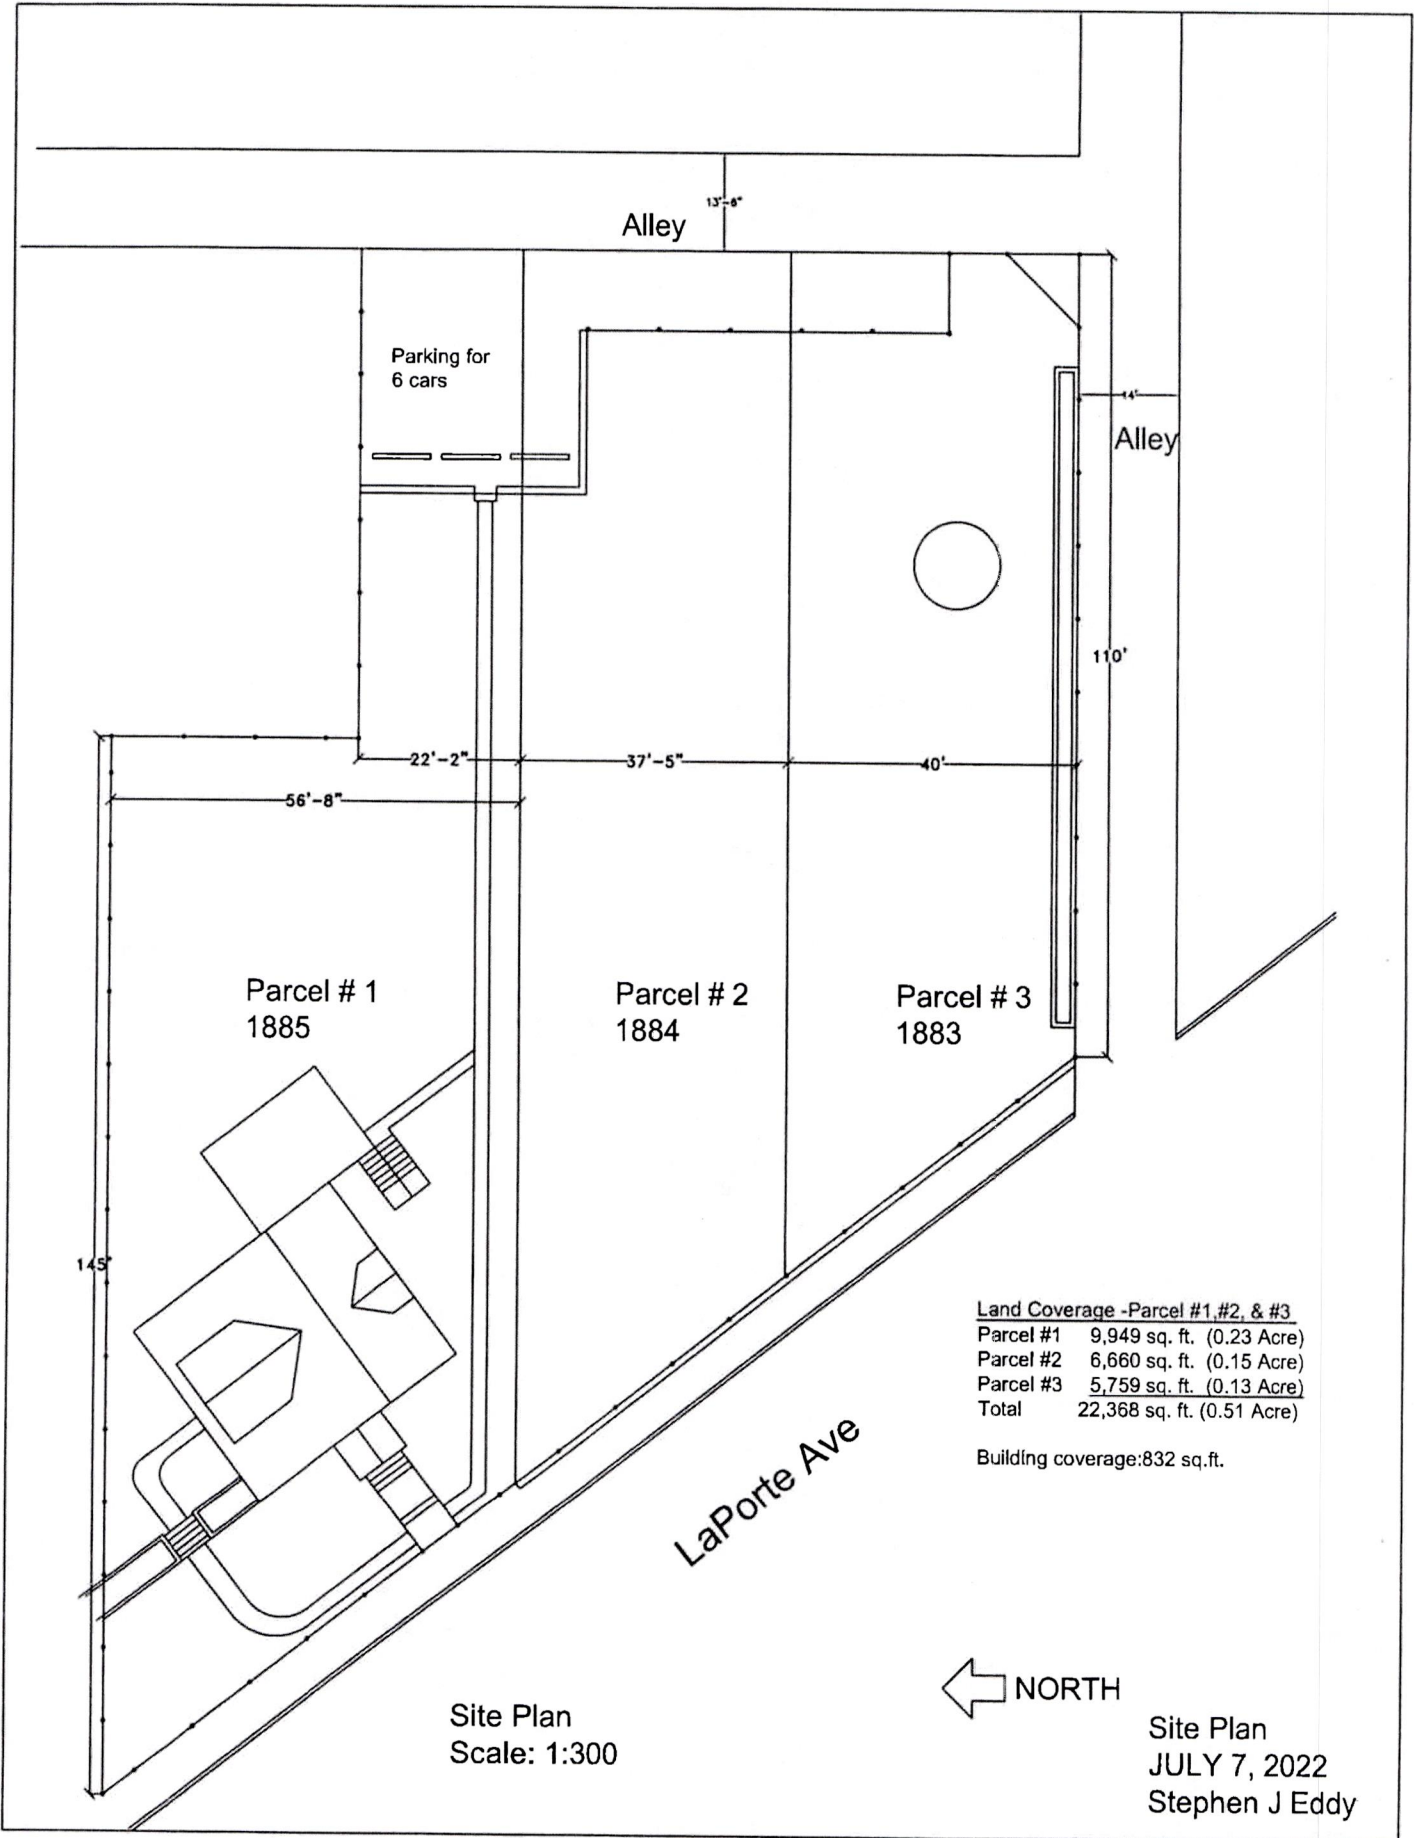 13'-6"
Alley
Parking for
6 cars
14'
Alley
110'
22'-2"
37'-5"
40'
56'-8"
Parcel # 1
1885
Parcel # 2
1884
Parcel # 3
1883
145'
Land Coverage -Parcel #1,#2, & #3
Parcel #1 9,949 sq. ft. (0.23 Acre)
Parcel #2 6,660 sq. ft. (0.15 Acre)
Parcel #3 5,759 sq. ft. (0.13 Acre)
Total 22,368 sq. ft. (0.51 Acre)
Building coverage:832 sq.ft.
LaPorte Ave
NORTH
Site Plan
Scale: 1:300
Site Plan
JULY 7, 2022
Stephen J Eddy